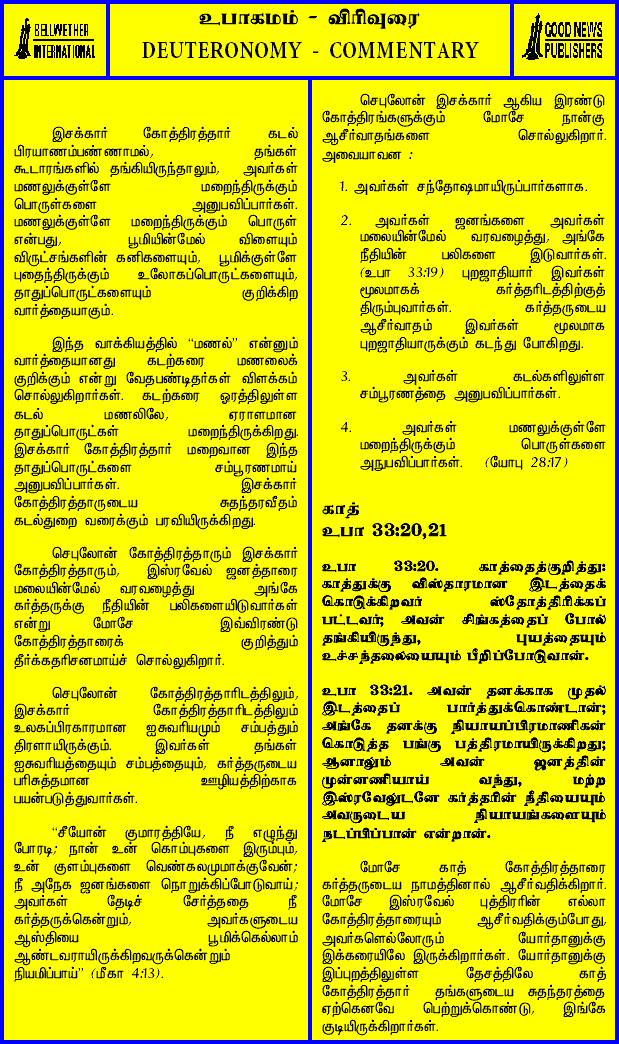 BELLWETHER
INTERNATIONAL
உபாகமம் - விரிவுரை
DEUTERONOMY - COMMENTARY
GOOD NEWS
PUBLISHERS
இசக்கார் கோத்திரத்தார் கடல்
பிரயாணம்பண்ணாமல், தங்கள்
கூடாரங்களில் தங்கியிருந்தாலும், அவர்கள்
மணலுக்குள்ளே மறைந்திருக்கும்
பொருள்களை அனுபவிப்பார்கள்.
மணலுக்குள்ளே மறைந்திருக்கும் பொருள்
என்பது, பூமியின்மேல் விளையும்
விருட்சங்களின் கனிகளையும், பூமிக்குள்ளே
புதைந்திருக்கும் உலோகப்பொருட்களையும்,
தாதுப்பொருட்களையும் குறிக்கிற
வார்த்தையாகும்.
இந்த வாக்கியத்தில் “மணல்” என்னும்
வார்த்தையானது கடற்கரை மணலைக்
குறிக்கும் என்று வேதபண்டிதர்கள் விளக்கம்
சொல்லுகிறார்கள். கடற்கரை ஓரத்திலுள்ள
கடல் மணலிலே, ஏராளமான
தாதுப்பொருட்கள் மறைந்திருக்கிறது.
இசக்கார் கோத்திரத்தார் மறைவான இந்த
தாதுப்பொருட்களை சம்பூரணமாய்
அனுபவிப்பார்கள். இசக்கார்
கோத்திரத்தாருடைய சுதந்தரவீதம்
கடல்துறை வரைக்கும் பரவியிருக்கிறது.
செபுலோன் கோத்திரத்தாரும் இசக்கார்
கோத்திரத்தாரும், இஸ்ரவேல் ஜனத்தாரை
மலையின்மேல் வரவழைத்து அங்கே
கர்த்தருக்கு நீதியின் பலிகளையிடுவார்கள்
என்று மோசே இவ்விரண்டு
கோத்திரத்தாரைக் குறித்தும்
தீர்க்கதரிசனமாய்ச் சொல்லுகிறார்.
செபுலோன் கோத்திரத்தாரிடத்திலும்,
இசக்கார் கோத்திரத்தாரிடத்திலும்
உலகப்பிரகாரமான ஐசுவரியமும் சம்பத்தும்
திரளாயிருக்கும். இவர்கள் தங்கள்
ஐசுவரியத்தையும் சம்பத்தையும், கர்த்தருடைய
பரிசுத்தமான ஊழியத்திற்காக
பயன்படுத்துவார்கள்.
“சீயோன் குமாரத்தியே, நீ எழுந்து
போரடி; நான் உன் கொம்புகளை இரும்பும்,
உன் குளம்புகளை வெண்கலமுமாக்குவேன்;
நீ அநேக ஜனங்களை நொறுக்கிப்போடுவாய்;
அவர்கள் தேடிச் சேர்த்ததை நீ
கர்த்தருக்கென்றும், அவர்களுடைய
ஆஸ்தியை பூமிக்கெல்லாம்
ஆண்டவராயிருக்கிறவருக்கென்றும்
நியமிப்பாய்” (மீகா 4:13).
செபுலோன் இசக்கார் ஆகிய இரண்டு
கோத்திரங்களுக்கும் மோசே நான்கு
ஆசீர்வாதங்களை சொல்லுகிறார்.
அவையாவன :
1. அவர்கள் சந்தோஷமாயிருப்பார்களாக.
2. அவர்கள் ஜனங்களை அவர்கள்
மலையின்மேல் வரவழைத்து, அங்கே
நீதியின் பலிகளை இடுவார்கள்.
(உபா 33:19) புறஜாதியார் இவர்கள்
மூலமாகக் கர்த்தரிடத்திற்குத்
திரும்புவார்கள். கர்த்தருடைய
ஆசீர்வாதம் இவர்கள் மூலமாக
புறஜாதியாருக்கும் கடந்து போகிறது.
3. அவர்கள் கடல்களிலுள்ள
சம்பூரணத்தை அனுபவிப்பார்கள்.
4. அவர்கள் மணலுக்குள்ளே
மறைந்திருக்கும் பொருள்களை
அநுபவிப்பார்கள். (யோபு 28:17)
காத்
உபா 33:20,21
உபா 33:20. காத்தைத்குறித்து:
காத்துக்கு விஸ்தாரமான இடத்தைக்
கொடுக்கிறவர் ஸ்தோத்திரிக்கப்
பட்டவர்; அவன் சிங்கத்தைப் போல்
தங்கியிருந்து, புயத்தையும்
உச்சந்தலையையும் பீறிப்போடுவான்.
உபா 33:21. அவன் தனக்காக முதல்
இடத்தைப் பார்த்துக்கொண்டான்;
அங்கே தனக்கு நியாயப்பிரமாணிகன்
கொடுத்த பங்கு பத்திரமாயிருக்கிறது;
ஆனாலும் அவன் ஜனத்தின்
முன்னணியாய் வந்து, மற்ற
இஸ்ரவேலுடனே கர்த்தரின் நீதியையும்
அவருடைய நியாயங்களையும்
நடப்பிப்பான் என்றான்.
மோசே காத் கோத்திரத்தாரை
கர்த்தருடைய நாமத்தினால் ஆசீர்வதிக்கிறார்.
மோசே இஸ்ரவேல் புத்திரரின் எல்லா
கோத்திரத்தாரையும் ஆசீர்வதிக்கும்போது,
அவர்களெல்லோரும் யோர்தானுக்கு
இக்கரையிலே இருக்கிறார்கள். யோர்தானுக்கு
இப்புறத்திலுள்ள தேசத்திலே காத்
கோத்திரத்தார் தங்களுடைய சுதந்தரத்தை
ஏற்கெனவே பெற்றுக்கொண்டு, இங்கே
குடியிருக்கிறார்கள்.